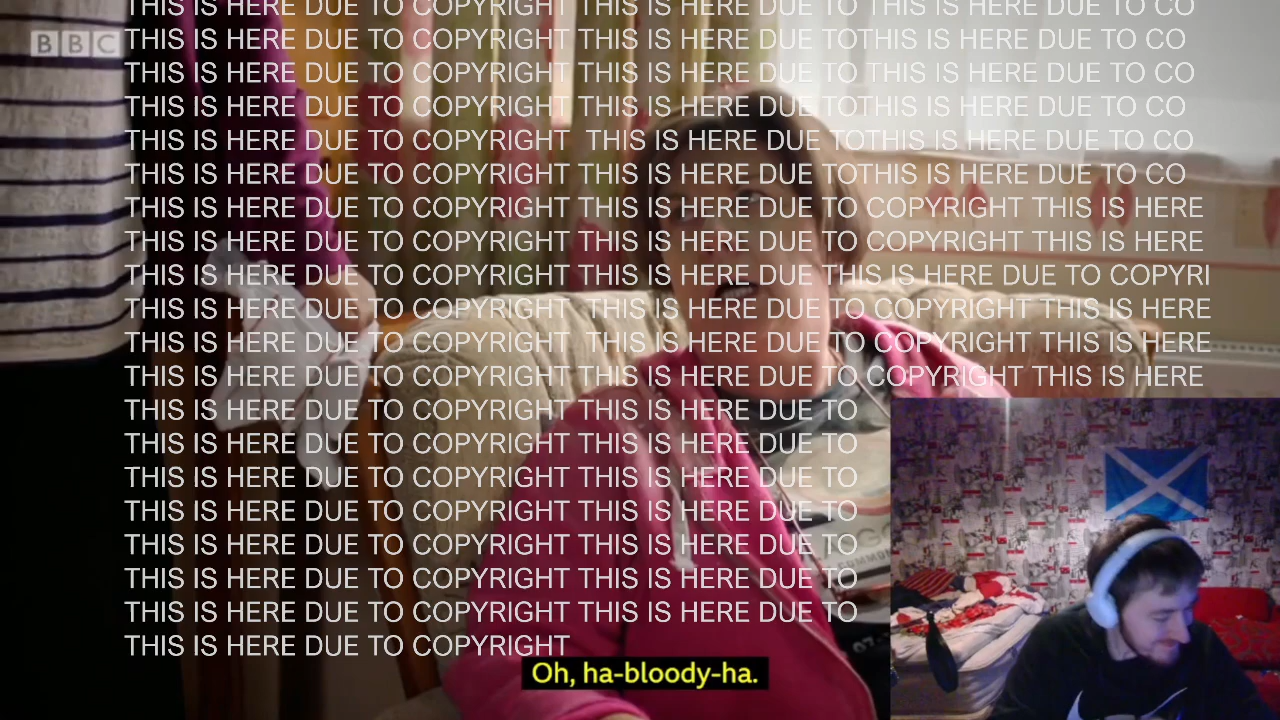 THIS IS HERE DUE TO COPYRIGHT THIS IS HERE DUE TO THIS IS HERE DUE TO CO
BBC
THIS IS HERE DUE TO COPYRIGHT THIS IS HERE DUE TOTHIS IS HERE DUE TO CO
THIS IS HERE DUE TO COPYRIGHT THIS IS HERE DUE TO THIS IS HERE DUE TO CO
THIS IS HERE DUE TO COPYRIGHT THIS IS HERE DUE TOTHIS IS HERE DUE TO CO
THIS IS HERE DUE TO COPYRIGHT  THIS IS HERE DUE TOTHIS IS HERE DUE TO CO
THIS IS HERE DUE TO COPYRIGHT THIS IS HERE DUE TOTHIS IS HERE DUE TO CO
THIS IS HERE DUE TO COPYRIGHT THIS IS HERE DUE TO COPYRIGHT THIS IS HERE
THIS IS HERE DUE TO COPYRIGHT THIS IS HERE DUE TO COPYRIGHT THIS IS HERE
THIS IS HERE DUE TO COPYRIGHT THIS IS HERE DUE THIS IS HERE DUE TO COPYRI
THIS IS HERE DUE TO COPYRIGHT  THIS IS HERE DUE TO COPYRIGHT THIS IS HERE
THIS IS HERE DUE TO COPYRIGHT  THIS IS HERE DUE TO COPYRIGHT THIS IS HERE
THIS IS HERE DUE TO COPYRIGHT THIS IS HERE DUE TO COPYRIGHT THIS IS HERE
THIS IS HERE DUE TO COPYRIGHT THIS IS HERE DUE TO
THIS IS HERE DUE TO COPYRIGHT THIS IS HERE DUE TO
THIS IS HERE DUE TO COPYRIGHT THIS IS HERE DUE TO
THIS IS HERE DUE TO COPYRIGHT THIS IS HERE DUE TO
THIS IS HERE DUE TO COPYRIGHT THIS IS HERE DUE TO
THIS IS HERE DUE TO COPYRIGHT THIS IS HERE DUE TO
THIS IS HERE DUE TO COPYRIGHT THIS IS HERE DUE TO
THIS IS HERE DUE TO COPYRIGHT
Oh, ha-bloody-ha.